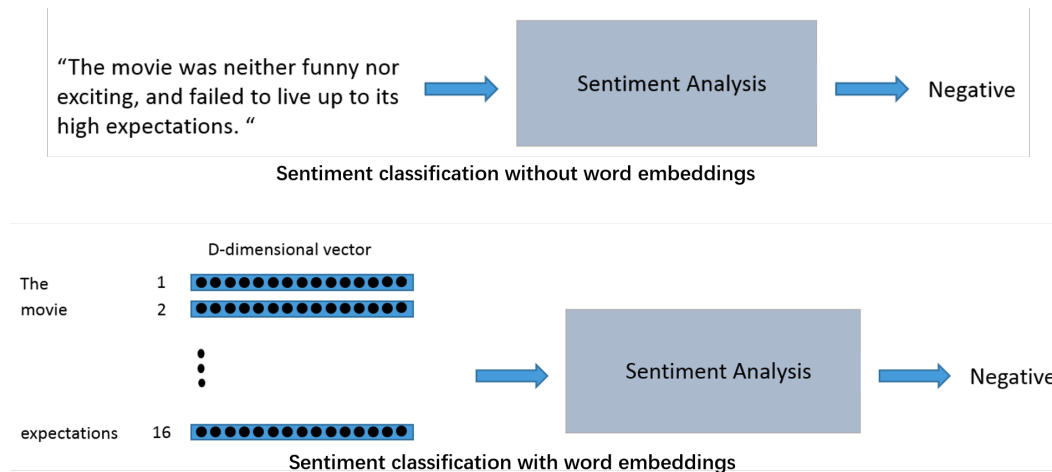 “The movie was neither funny nor
exciting, and failed to live up to its
high expectations. “
Sentiment Analysis
Negative
Sentiment classification without word embeddings
D-dimensional vector
The 1
movie 2
expectations 16
Sentiment Analysis
Negative
Sentiment classification with word embeddings